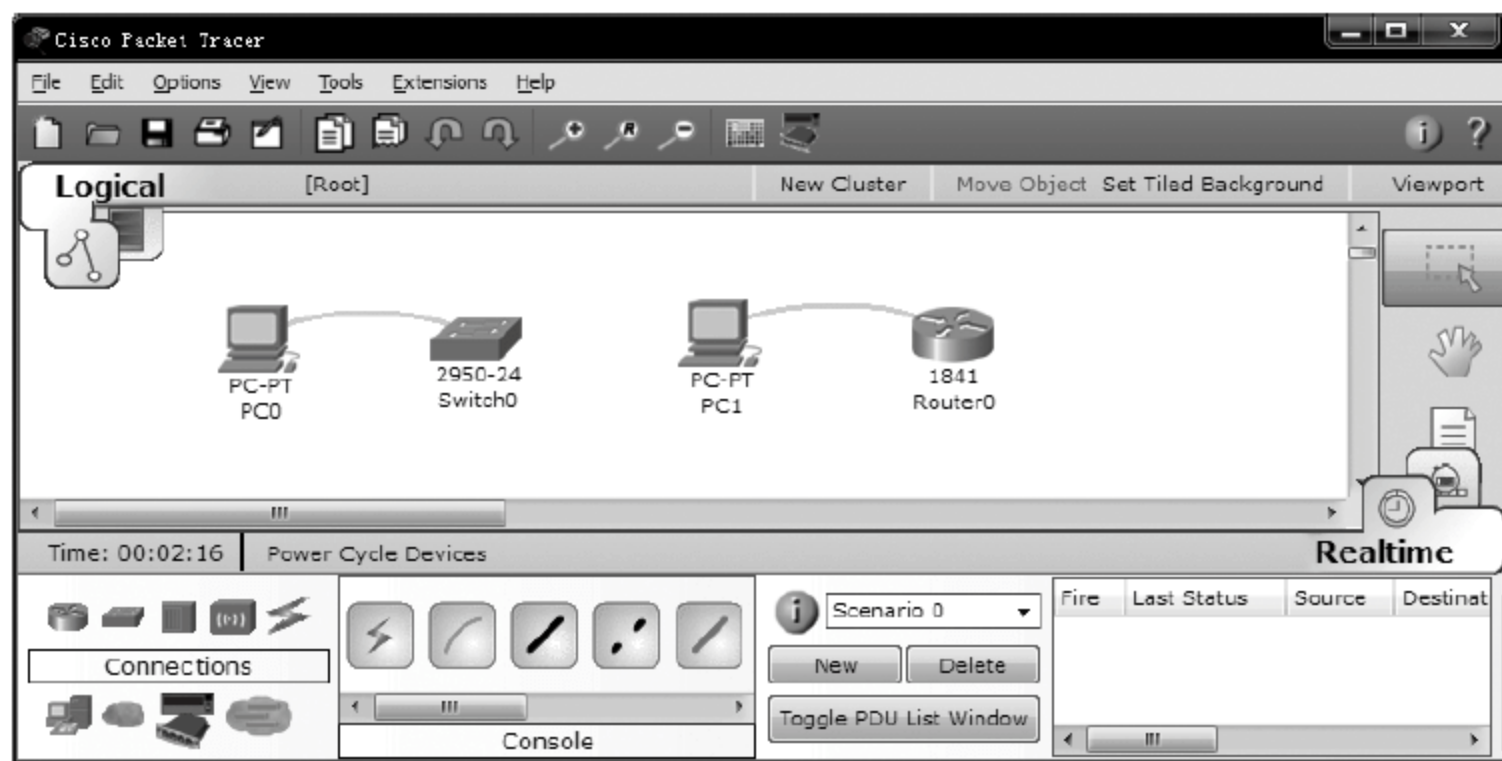 Cisco Packet Tracer
File Edit Options View Tools Extensions Help
Logical [Root] New Cluster Move Object Set Tiled Background Viewport
PC-PT
PC0
2950-24
Switch0
PC-PT
PC1
1841
Router0
Time: 00:02:16 Power Cycle Devices Realtime
Connections
Console
Scenario 0
New Delete
Toggle PDU List Window
Fire Last Status Source Destinat